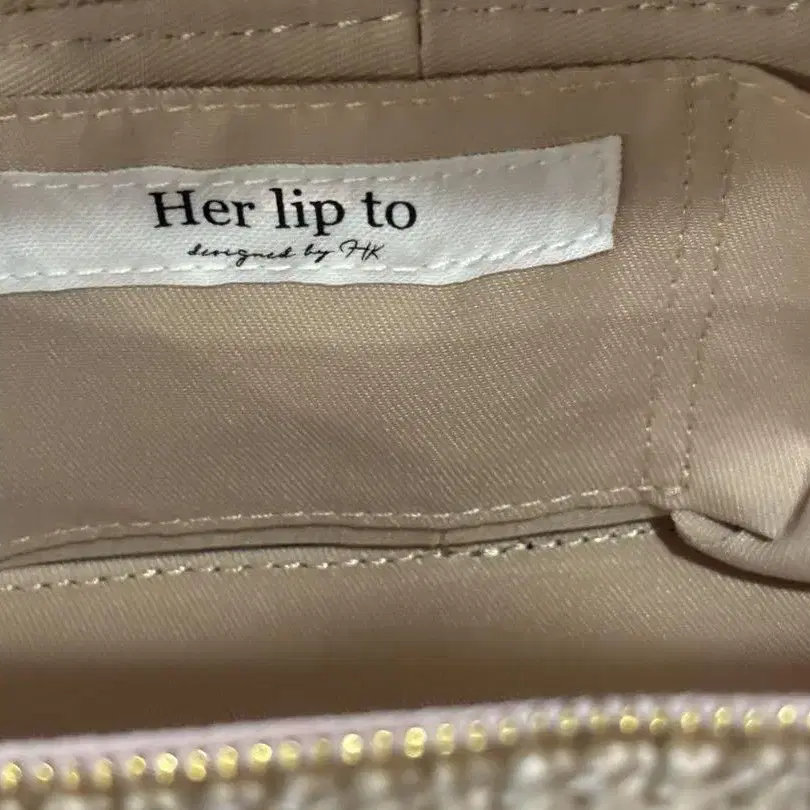 Her lip to
designed by HK